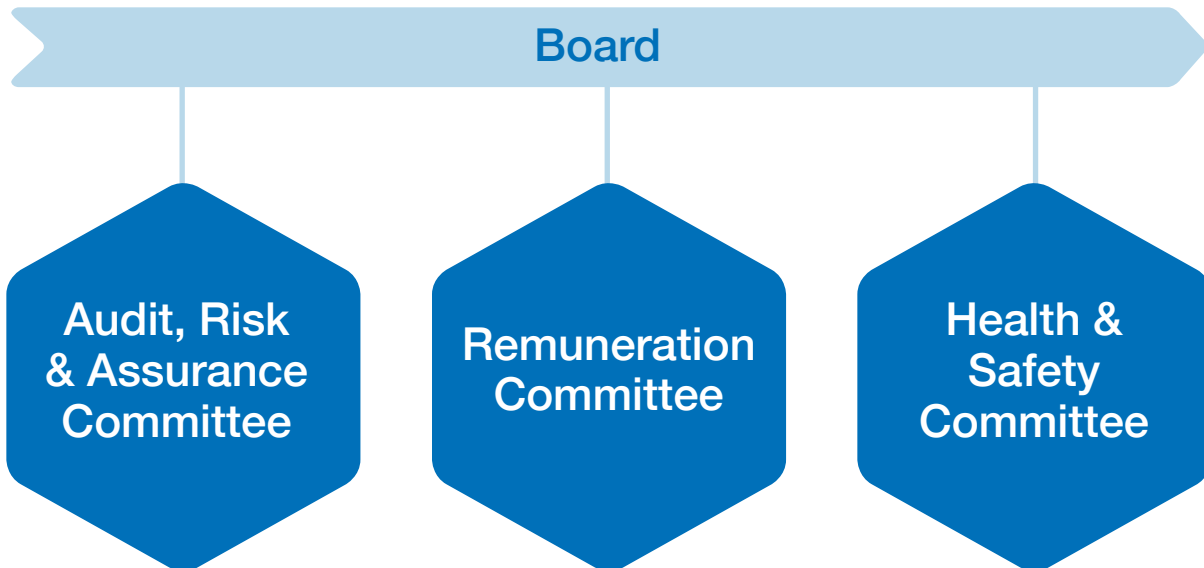 Board
Audit, Risk
& Assurance
Committee
Remuneration
Committee
Health &
Safety
Committee